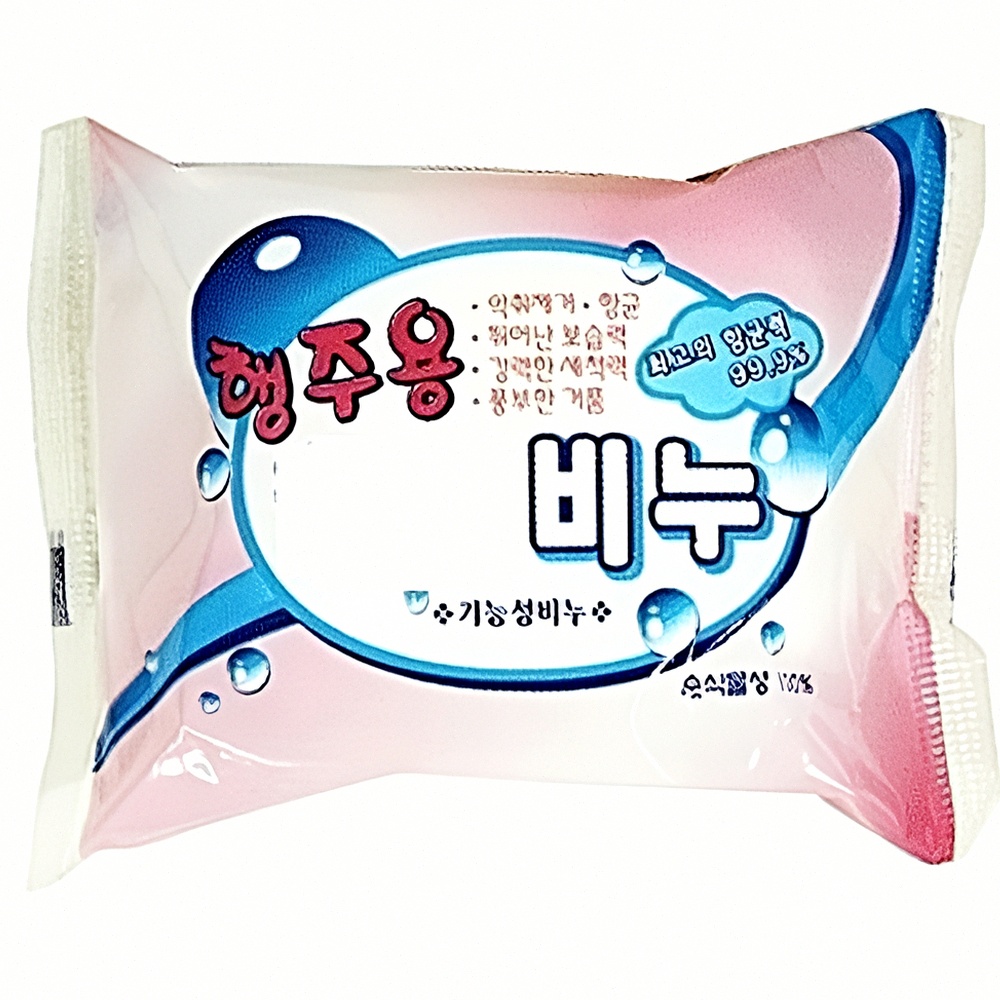 행주용
· 악취제거 · 항균
· 뛰어난 보습력
· 강력한 세척력
· 풍부한 거품
최고의 항균력
99.9%
비누
기능성비누